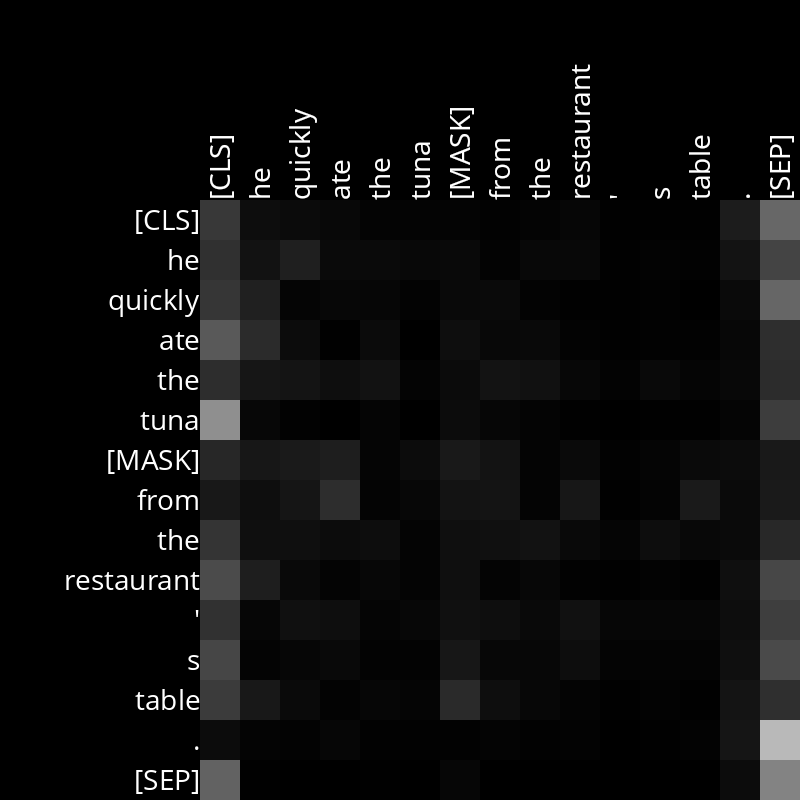 [CLS] he quickly ate the tuna [MASK] from the restaurant ' s table . [SEP]
[CLS]
he
quickly
ate
the
tuna
[MASK]
from
the
restaurant
'
s
table
.
[SEP]